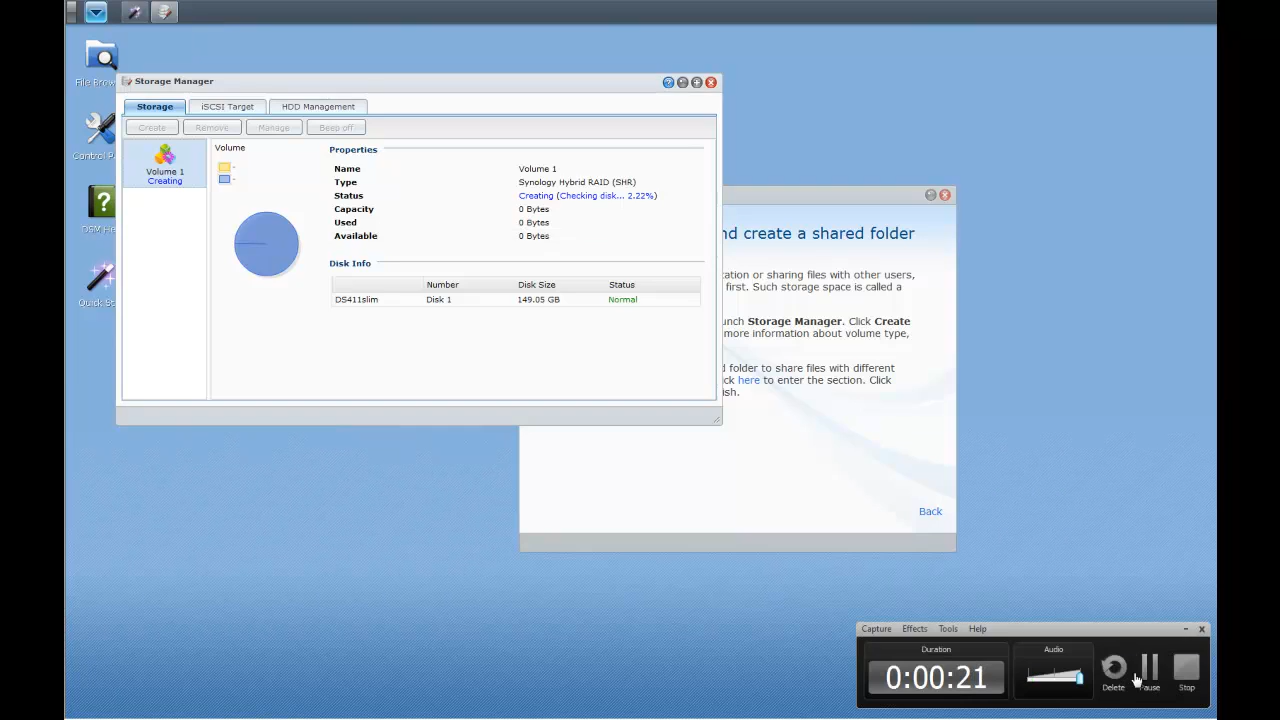 File Brow
Control P
?
DSM He
Quick St
Storage Manager
Storage
iSCSI Target
HDD Management
Create
Remove
Manage
Beep off
Volume 1
Creating
Volume
-
-
Properties
Name Volume 1
Type Synology Hybrid RAID (SHR)
Status Creating (Checking disk... 2.22%)
Capacity 0 Bytes
Used 0 Bytes
Available 0 Bytes
Disk Info
Number Disk Size Status
DS411slim Disk 1 149.05 GB Normal
nd create a shared folder
ation or sharing files with other users,
first. Such storage space is called a
unch Storage Manager. Click Create
more information about volume type,
d folder to share files with different
ck here to enter the section. Click
ish.
Back
Capture Effects Tools Help
Duration
0:00:21
Audio
Delete
Pause
Stop